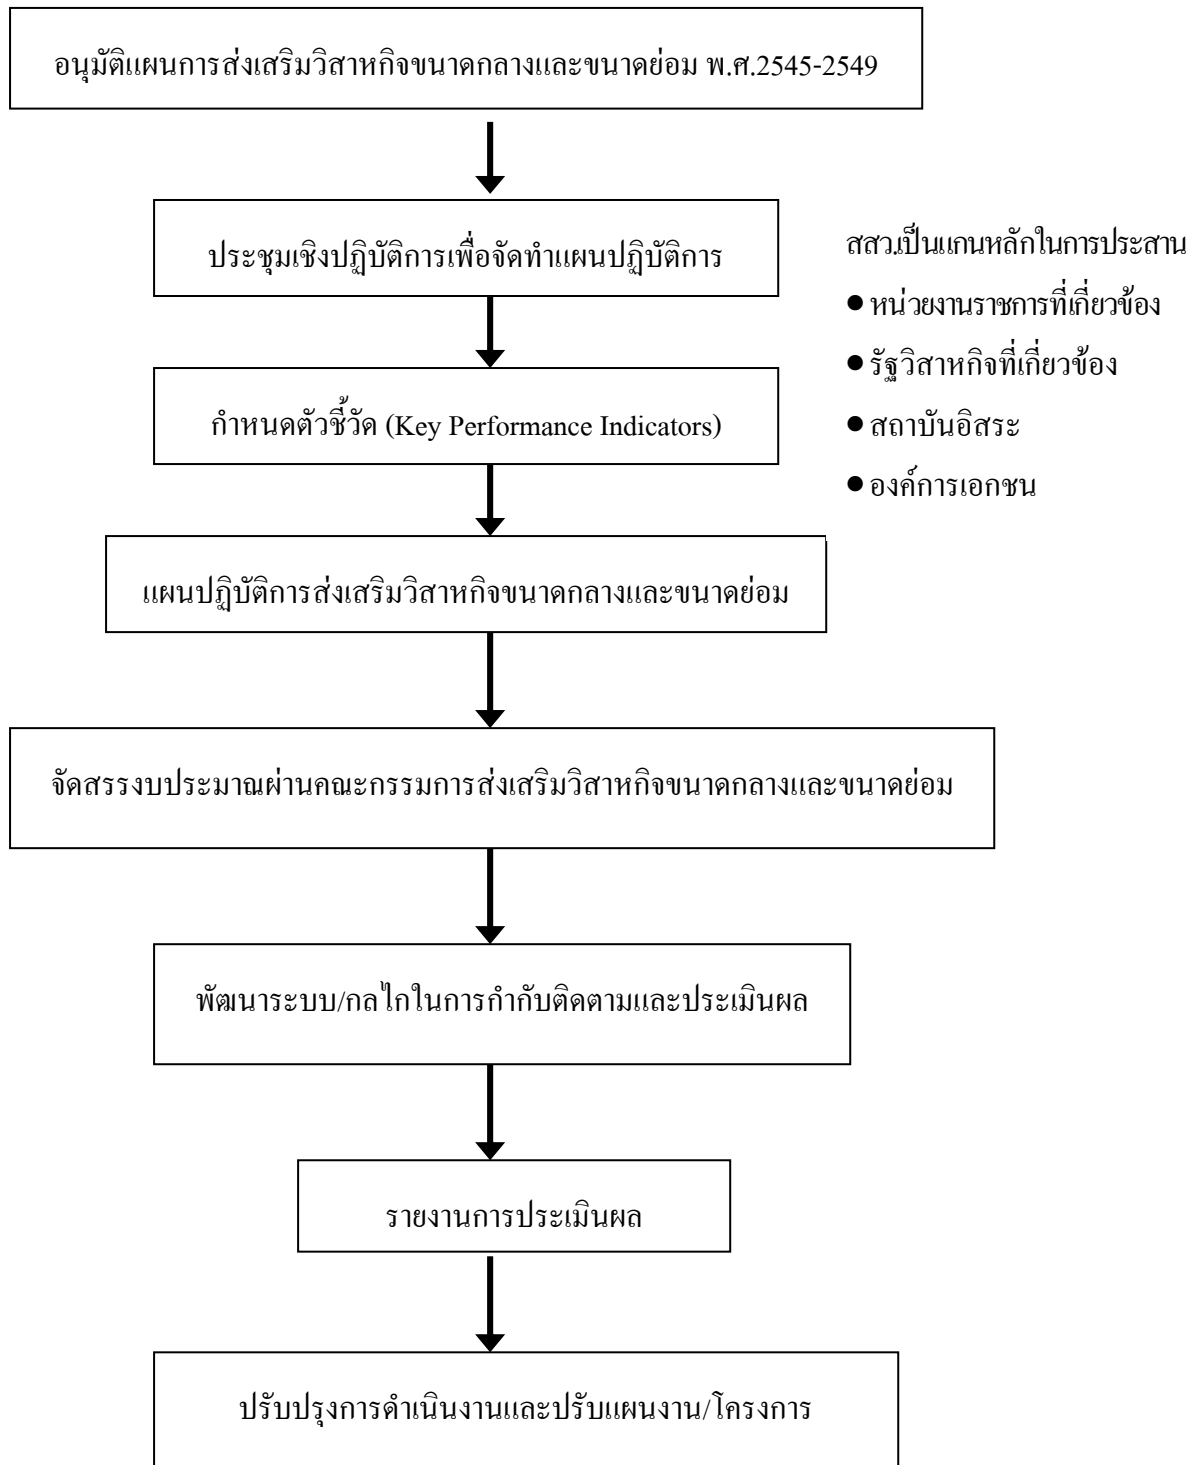 อนุมัติแผนการส่งเสริมวิสาหกิจขนาดกลางและขนาดย่อม พ.ศ.2545-2549
ประชุมเชิงปฏิบัติการเพื่อจัดทำแผนปฏิบัติการ
สสว.เป็นแกนหลักในการประสาน
● หน่วยงานราชการที่เกี่ยวข้อง
● รัฐวิสาหกิจที่เกี่ยวข้อง
● สถาบันอิสระ
● องค์การเอกชน
กำหนดตัวชี้วัด (Key Performance Indicators)
แผนปฏิบัติการส่งเสริมวิสาหกิจขนาดกลางและขนาดย่อม
จัดสรรงบประมาณผ่านคณะกรรมการส่งเสริมวิสาหกิจขนาดกลางและขนาดย่อม
พัฒนาระบบ/กลไกในการกำกับติดตามและประเมินผล
รายงานการประเมินผล
ปรับปรุงการดำเนินงานและปรับแผนงาน/โครงการ